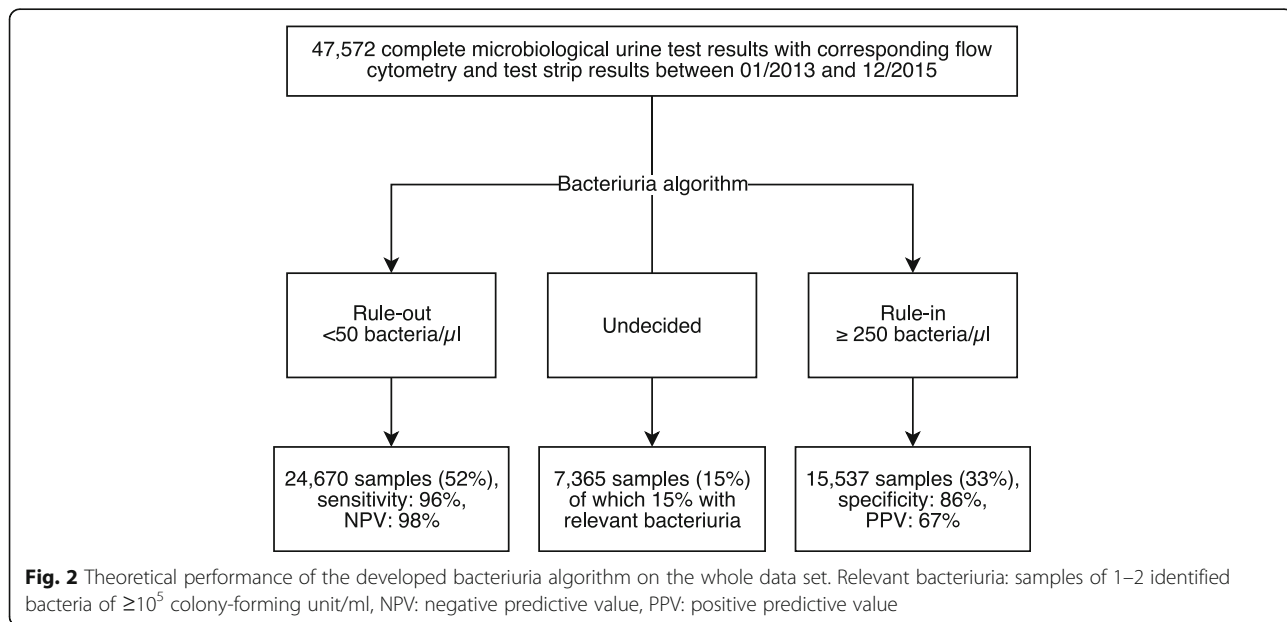 47,572 complete microbiological urine test results with corresponding flow
cytometry and test strip results between 01/2013 and 12/2015
Bacteriuria algorithm
Rule-out
<50 bacteria/µl
Undecided
Rule-in
≥ 250 bacteria/µl
24,670 samples (52%),
sensitivity: 96%,
NPV: 98%
7,365 samples (15%)
of which 15% with
relevant bacteriuria
15,537 samples (33%),
specificity: 86%,
PPV: 67%
Fig. 2 Theoretical performance of the developed bacteriuria algorithm on the whole data set. Relevant bacteriuria: samples of 1–2 identified
bacteria of ≥10⁵ colony-forming unit/ml, NPV: negative predictive value, PPV: positive predictive value